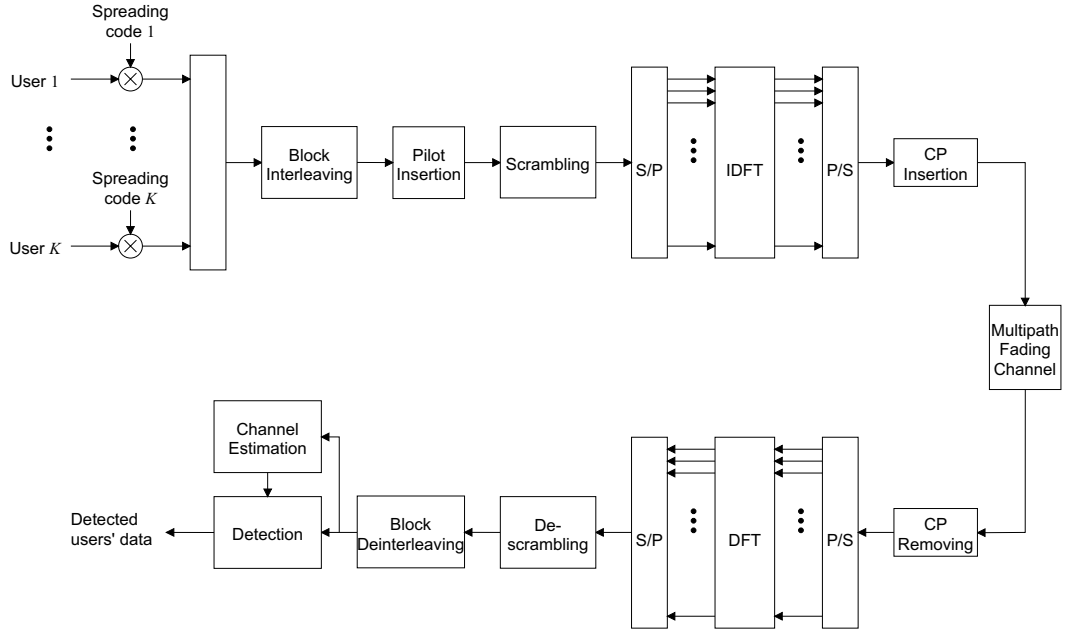 Spreading
code 1
User 1
Spreading
code K
User K
Block
Interleaving
Pilot
Insertion
Scrambling
S/P
IDFT
P/S
CP
Insertion
Multipath
Fading
Channel
Channel
Estimation
Detected
users' data
Detection
Block
Deinterleaving
De-
scrambling
S/P
DFT
P/S
CP
Removing